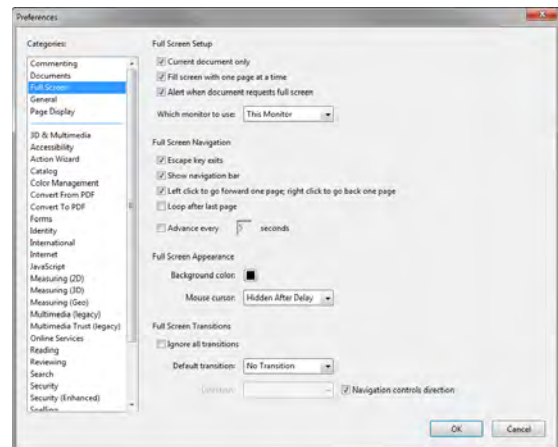 Preferences
Categories:
Commenting
Documents
Full Screen
General
Page Display
3D & Multimedia
Accessibility
Action Wizard
Catalog
Color Management
Convert From PDF
Convert To PDF
Forms
Identity
International
Internet
JavaScript
Measuring (2D)
Measuring (3D)
Measuring (Geo)
Multimedia (legacy)
Multimedia Trust (legacy)
Online Services
Reading
Reviewing
Search
Security
Security (Enhanced)
Spelling
Full Screen Setup
Current document only
Fill screen with one page at a time
Alert when document requests full screen
Which monitor to use: This Monitor
Full Screen Navigation
Escape key exits
Show navigation bar
Left click to go forward one page; right click to go back one page
Loop after last page
Advance every seconds
Full Screen Appearance
Background color:
Mouse cursor: Hidden After Delay
Full Screen Transitions
Ignore all transitions
Default transition: No Transition
Direction: Navigation controls direction
OK Cancel